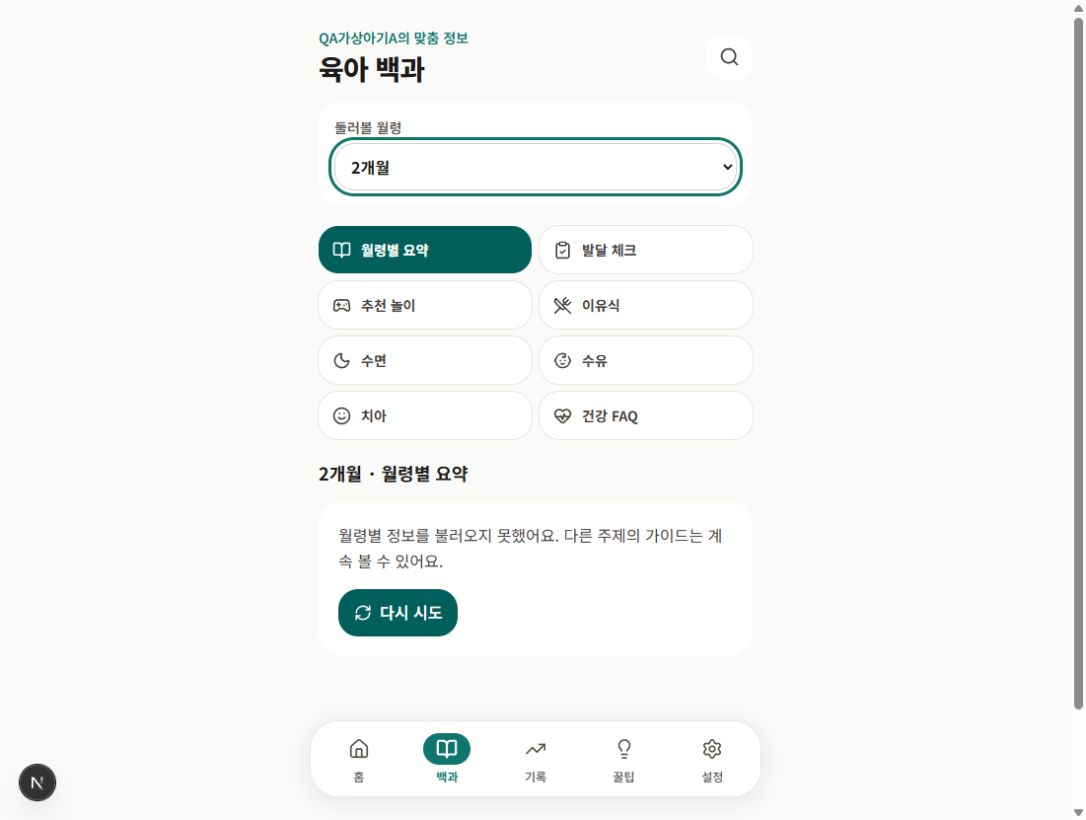 QA가상아기A의 맞춤 정보
육아 백과
둘러볼 월령
2개월
월령별 요약
발달 체크
추천 놀이
이유식
수면
수유
치아
건강 FAQ
2개월 · 월령별 요약
월령별 정보를 불러오지 못했어요. 다른 주제의 가이드는 계
속 볼 수 있어요.
다시 시도
홈
백과
기록
꿀팁
설정
N